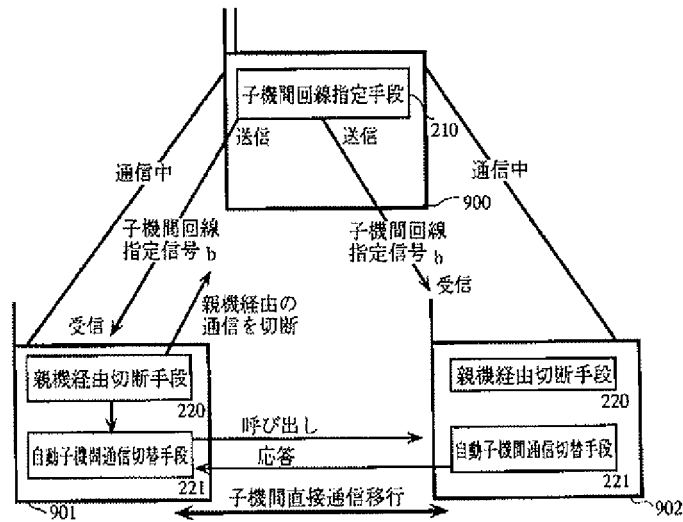 子機間回線指定手段
210
送信
送信
通信中
通信中
900
子機間回線
指定信号 b
子機間回線
指定信号 b
受信
受信
親機経由の
通信を切断
親機経由切断手段
220
親機経由切断手段
220
呼び出し
自動子機間通信切替手段
221
自動子機間通信切替手段
221
応答
901
子機間直接通信移行
902